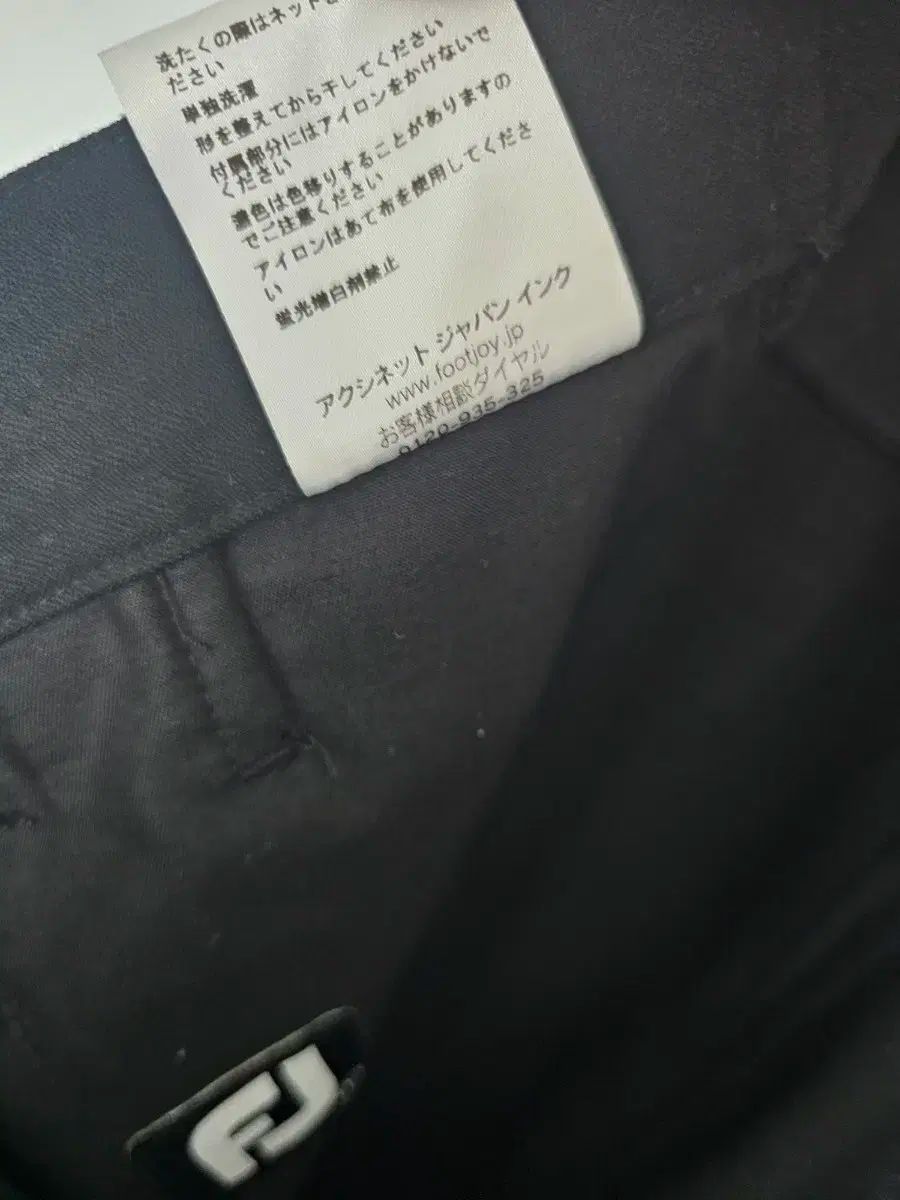 洗たくの際はネットを
ださい
単独洗濯
形を整えてから干してください
付属部分にはアイロンをかけないで
ください
濃色は色移りすることがありますの
でご注意ください
アイロンはあて布を使用してくださ
い
蛍光増白剤禁止
アクシネット ジャパン インク
www.footjoy.jp
お客様相談ダイヤル
0120-935-325
FJ